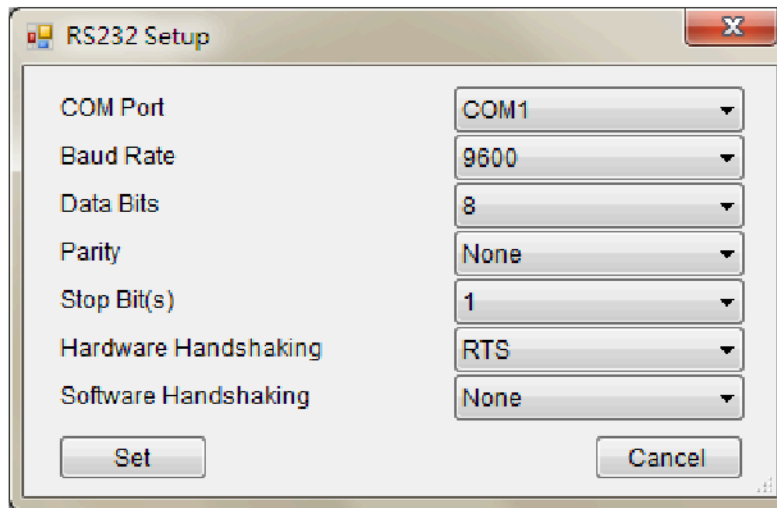 RS232 Setup
COM Port COM1
Baud Rate 9600
Data Bits 8
Parity None
Stop Bit(s) 1
Hardware Handshaking RTS
Software Handshaking None
Set Cancel